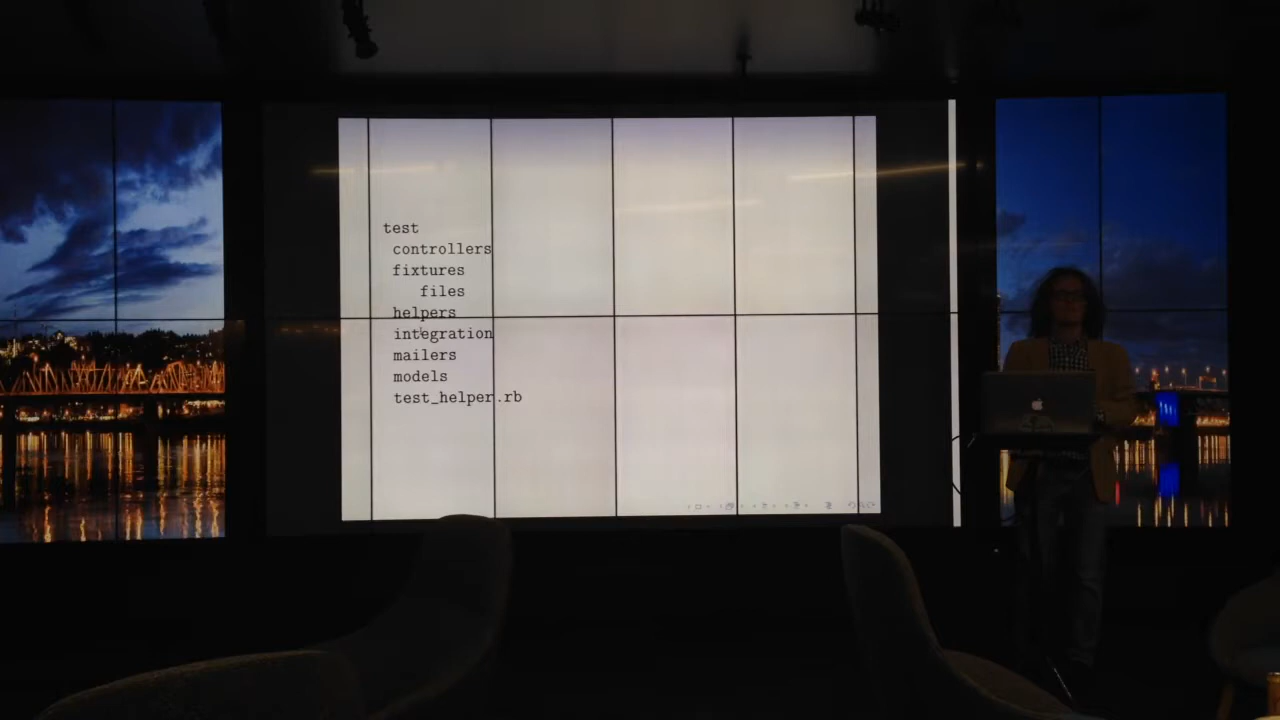 test
controllers
fixtures
files
helpers
integration
mailers
models
test_helper.rb